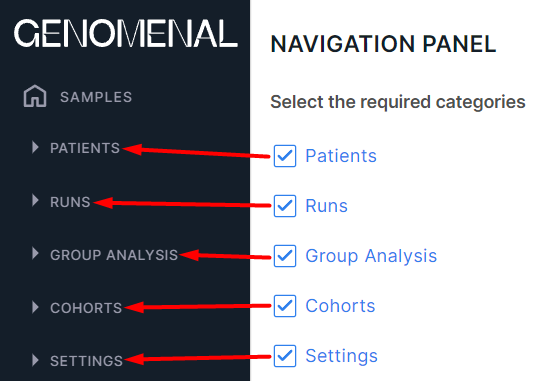 GENOMENAL
SAMPLES
PATIENTS
RUNS
GROUP ANALYSIS
COHORTS
SETTINGS
NAVIGATION PANEL
Select the required categories
Patients
Runs
Group Analysis
Cohorts
Settings